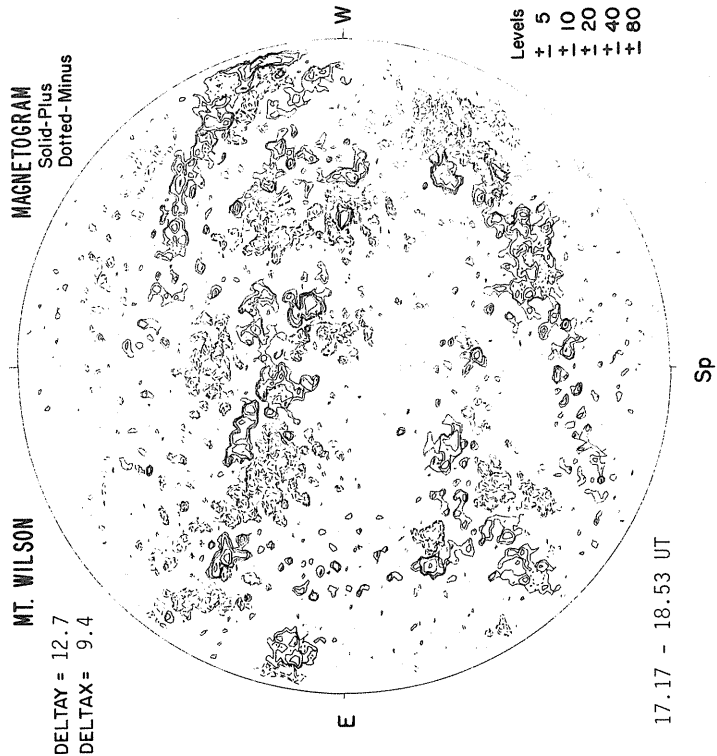 MT. WILSON
MAGNETOGRAM
Solid-Plus
Dotted-Minus
DELTAY = 12.7
DELTAX = 9.4
W
E
Levels
± 5
± 10
± 20
± 40
± 80
Sp
17.17 - 18.53 UT